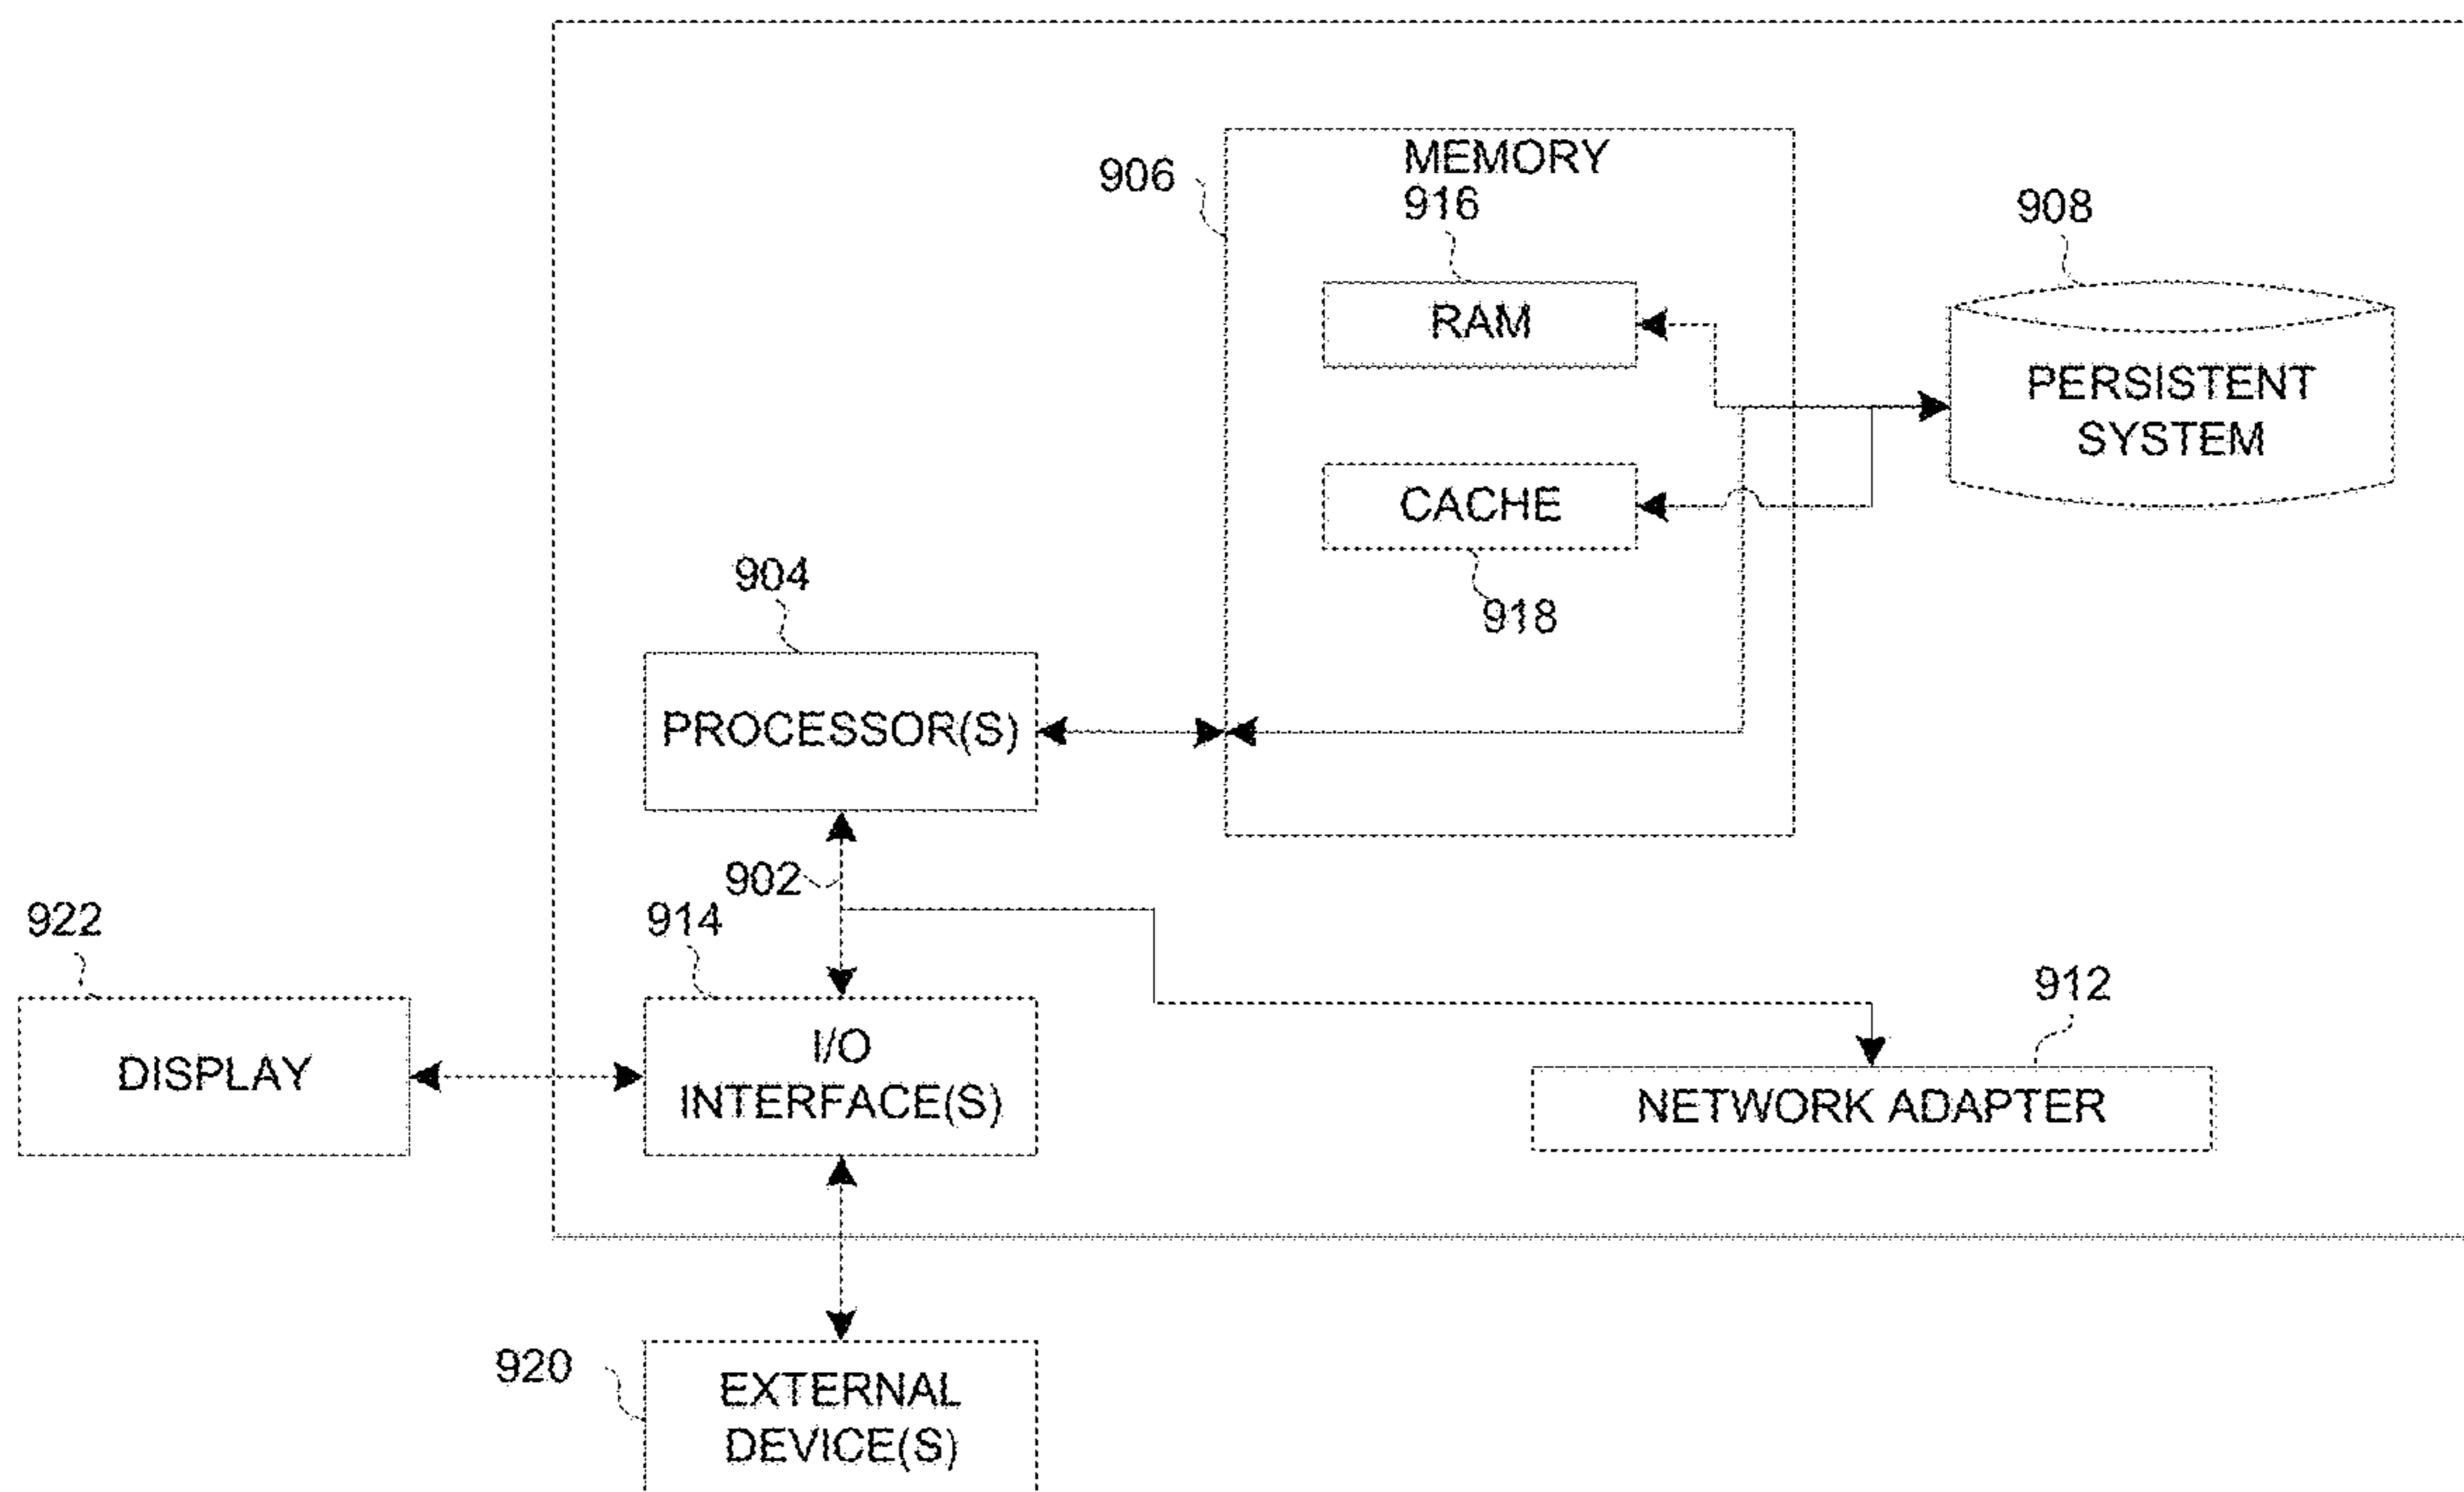 MEMORY
906
916
908
RAM
PERSISTENT
SYSTEM
CACHE
918
904
PROCESSOR(S)
902
922
914
912
DISPLAY
I/O
INTERFACE(S)
NETWORK ADAPTER
920
EXTERNAL
DEVICE(S)